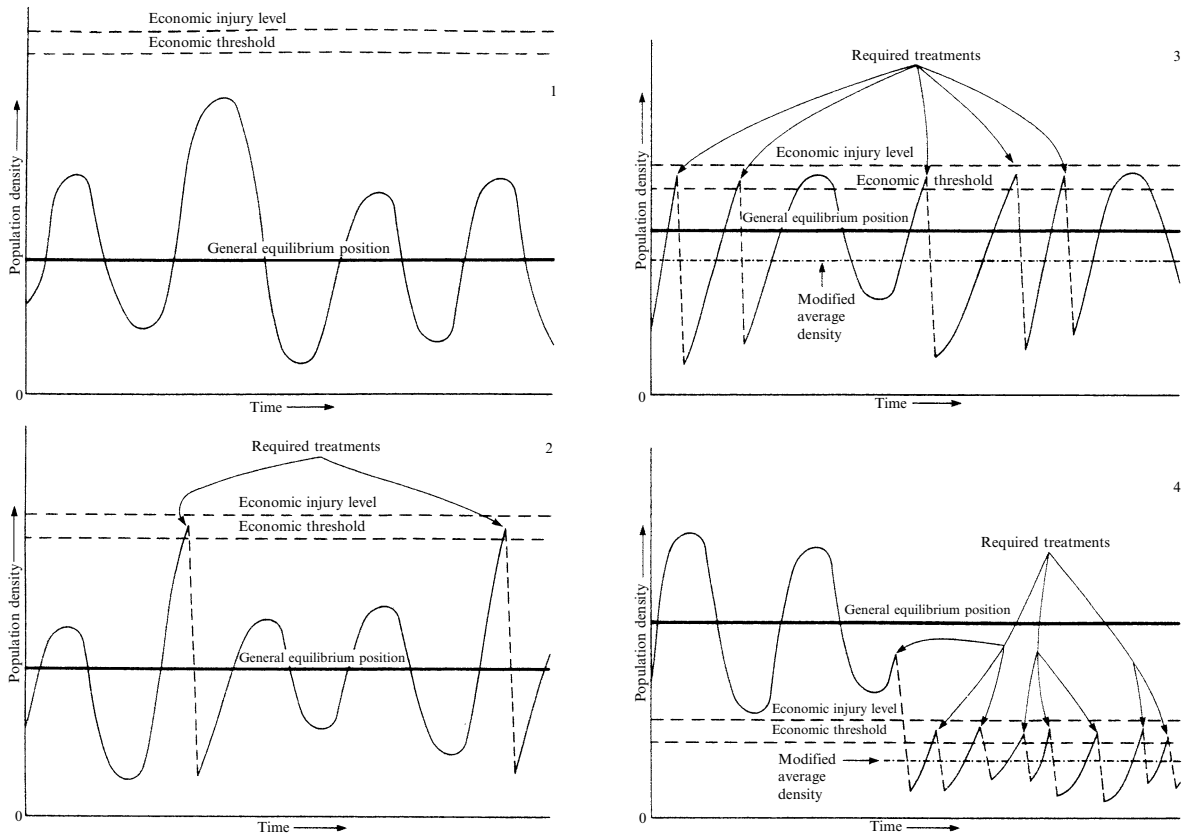 Economic injury level
Economic threshold
1
Population density
General equilibrium position
0
Time
Required treatments
3
Economic injury level
Economic threshold
General equilibrium position
Population density
Modified
average
density
0
Time
Required treatments
2
Economic injury level
Economic threshold
Population density
General equilibrium position
0
Time
4
Required treatments
General equilibrium position
Population density
Economic injury level
Economic threshold
Modified
average
density
0
Time